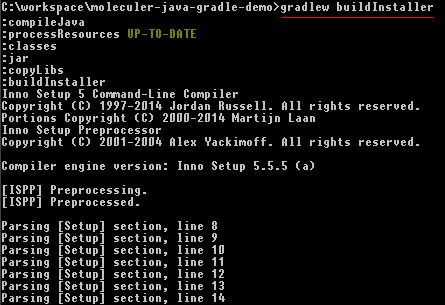 C:\workspace\moleculer-java-gradle-demo>gradlew buildInstaller
:compileJava
:processResources UP-TO-DATE
:classes
:jar
:copyLibs
:buildInstaller
Inno Setup 5 Command-Line Compiler
Copyright (C) 1997-2014 Jordan Russell. All rights reserved.
Portions Copyright (C) 2000-2014 Martijn Laan
Inno Setup Preprocessor
Copyright (C) 2001-2004 Alex Yackimoff. All rights reserved.
Compiler engine version: Inno Setup 5.5.5 (a)
[ISPP] Preprocessing.
[ISPP] Preprocessed.
Parsing [Setup] section, line 8
Parsing [Setup] section, line 9
Parsing [Setup] section, line 10
Parsing [Setup] section, line 11
Parsing [Setup] section, line 12
Parsing [Setup] section, line 13
Parsing [Setup] section, line 14